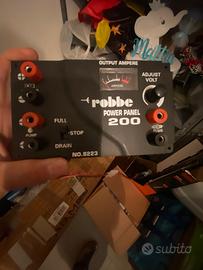 OUTPUT AMPERE
ADJUST
VOLT
robbe
POWER PANEL
200
FULL
STOP
DRAIN
NO.8223
subito